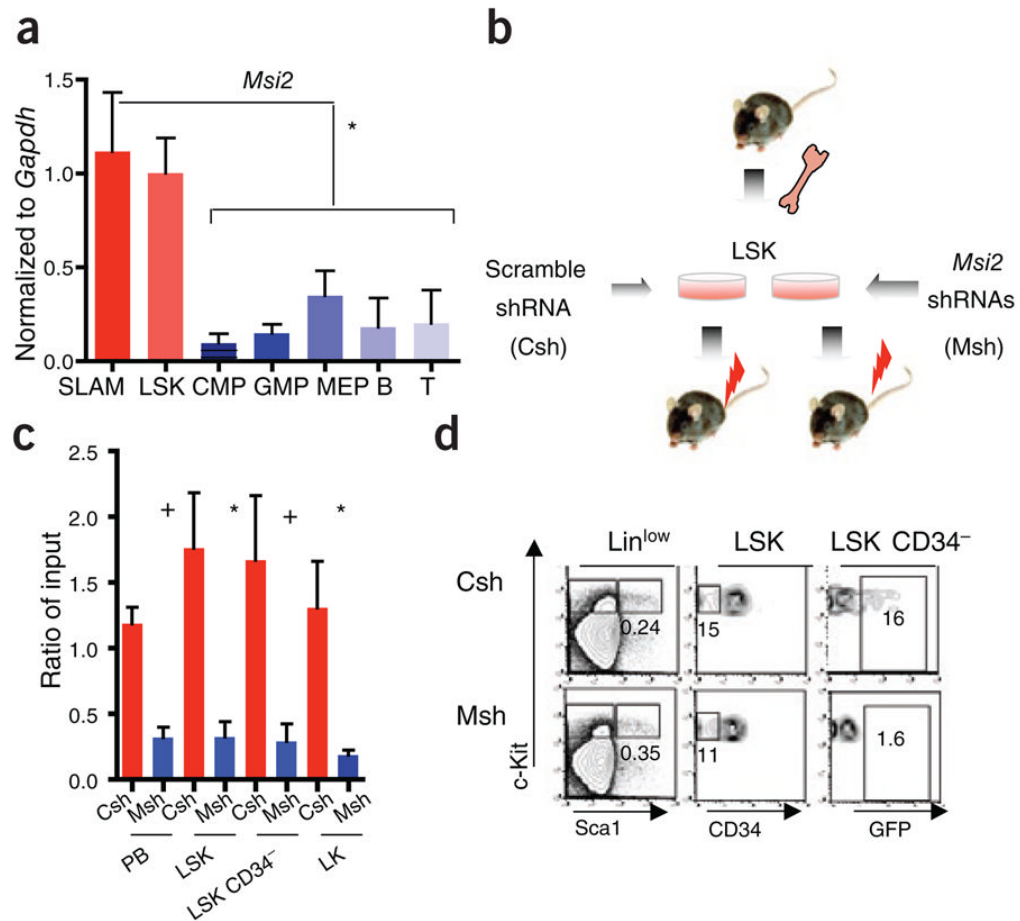 a
Msi2
*
Normalized to Gapdh
1.5
1.0
0.5
0.0
SLAM LSK CMP GMP MEP B T
b
LSK
Scramble
shRNA
(Csh)
Msi2
shRNAs
(Msh)
c
Ratio of input
2.5
2.0
1.5
1.0
0.5
0.0
+ * + *
Csh Msh Csh Msh Csh Msh Csh Msh
PB LSK LSK CD34⁻ LK
d
Linlow LSK LSK CD34⁻
Csh
0.24 15 16
Msh
0.35 11 1.6
c-Kit
Sca1 CD34 GFP